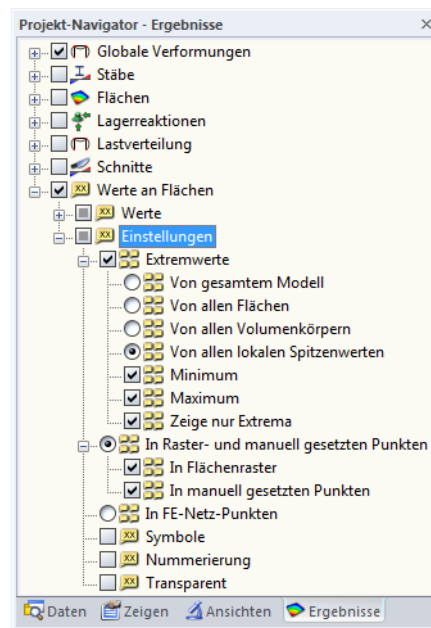 Projekt-Navigator - Ergebnisse
Globale Verformungen
Stäbe
Flächen
Lagerreaktionen
Lastverteilung
Schnitte
Werte an Flächen
Werte
Einstellungen
Extremwerte
Von gesamtem Modell
Von allen Flächen
Von allen Volumenkörpern
Von allen lokalen Spitzenwerten
Minimum
Maximum
Zeige nur Extrema
In Raster- und manuell gesetzten Punkten
In Flächenraster
In manuell gesetzten Punkten
In FE-Netz-Punkten
Symbole
Nummerierung
Transparent
Daten Zeigen Ansichten Ergebnisse